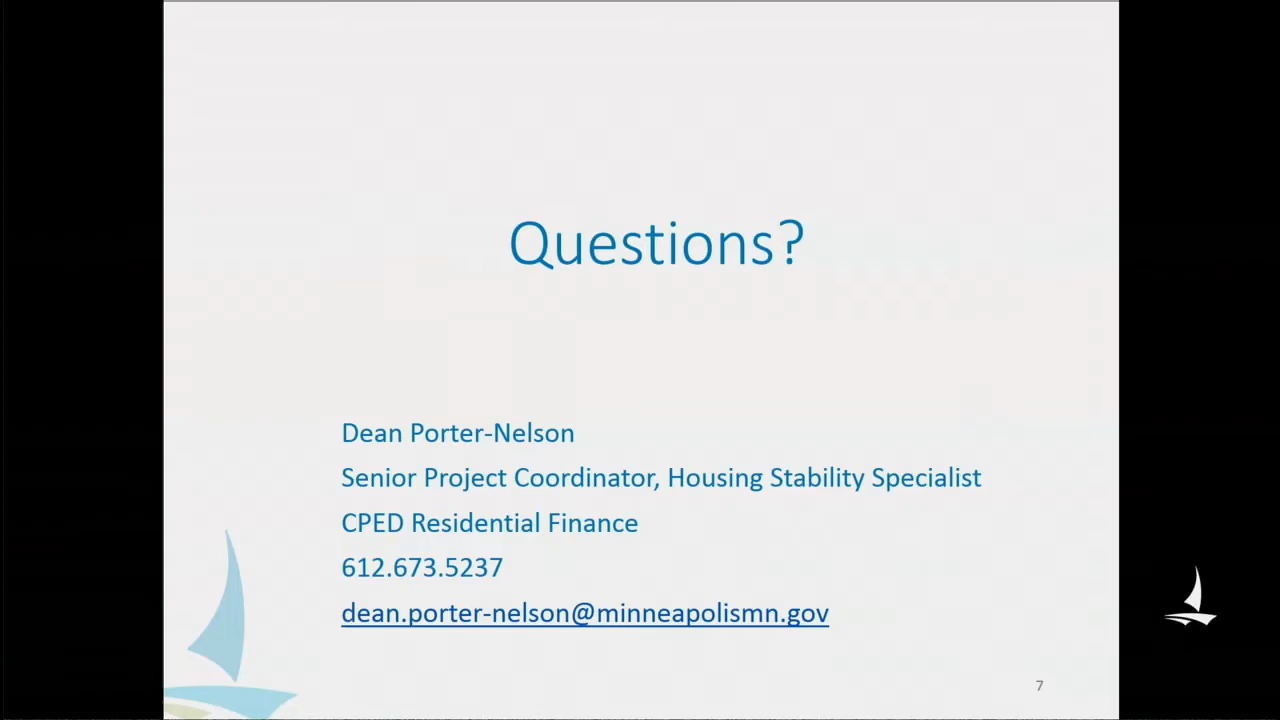 Questions?
Dean Porter-Nelson
Senior Project Coordinator, Housing Stability Specialist
CPED Residential Finance
612.673.5237
dean.porter-nelson@minneapolismn.gov
7